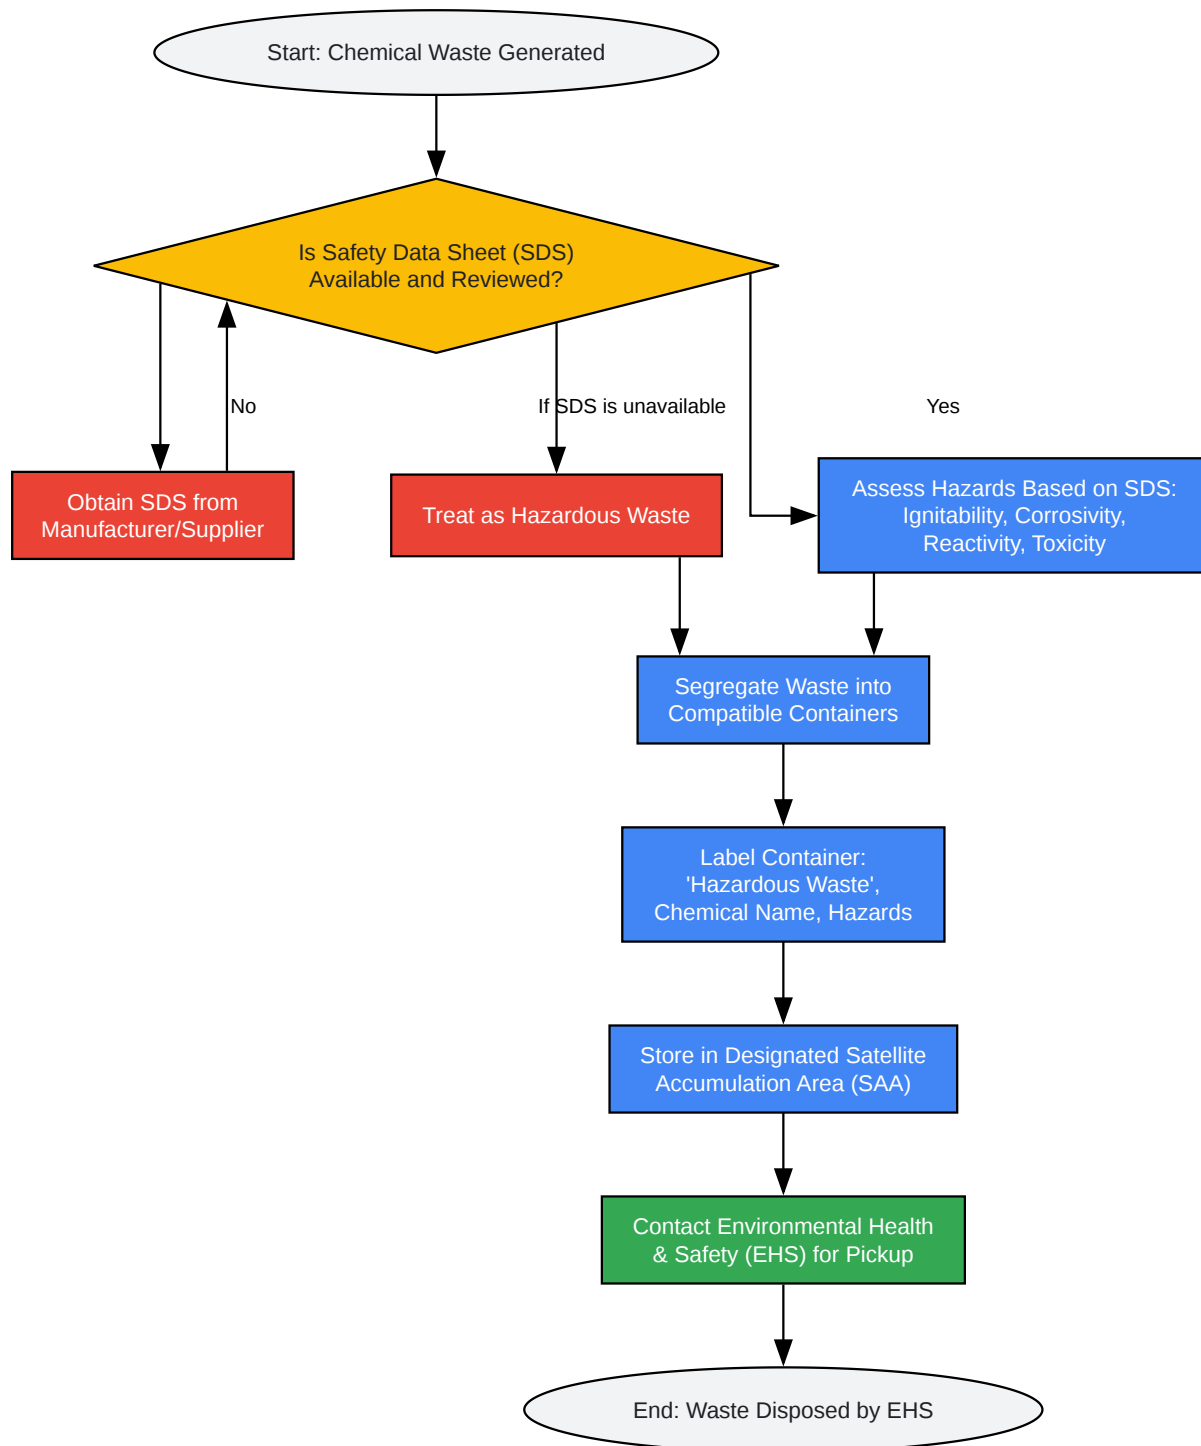 Start: Chemical Waste Generated
Is Safety Data Sheet (SDS)
Available and Reviewed?
No
If SDS is unavailable
Yes
Obtain SDS from
Manufacturer/Supplier
Treat as Hazardous Waste
Assess Hazards Based on SDS:
Ignitability, Corrosivity,
Reactivity, Toxicity
Segregate Waste into
Compatible Containers
Label Container:
'Hazardous Waste',
Chemical Name, Hazards
Store in Designated Satellite
Accumulation Area (SAA)
Contact Environmental Health
& Safety (EHS) for Pickup
End: Waste Disposed by EHS